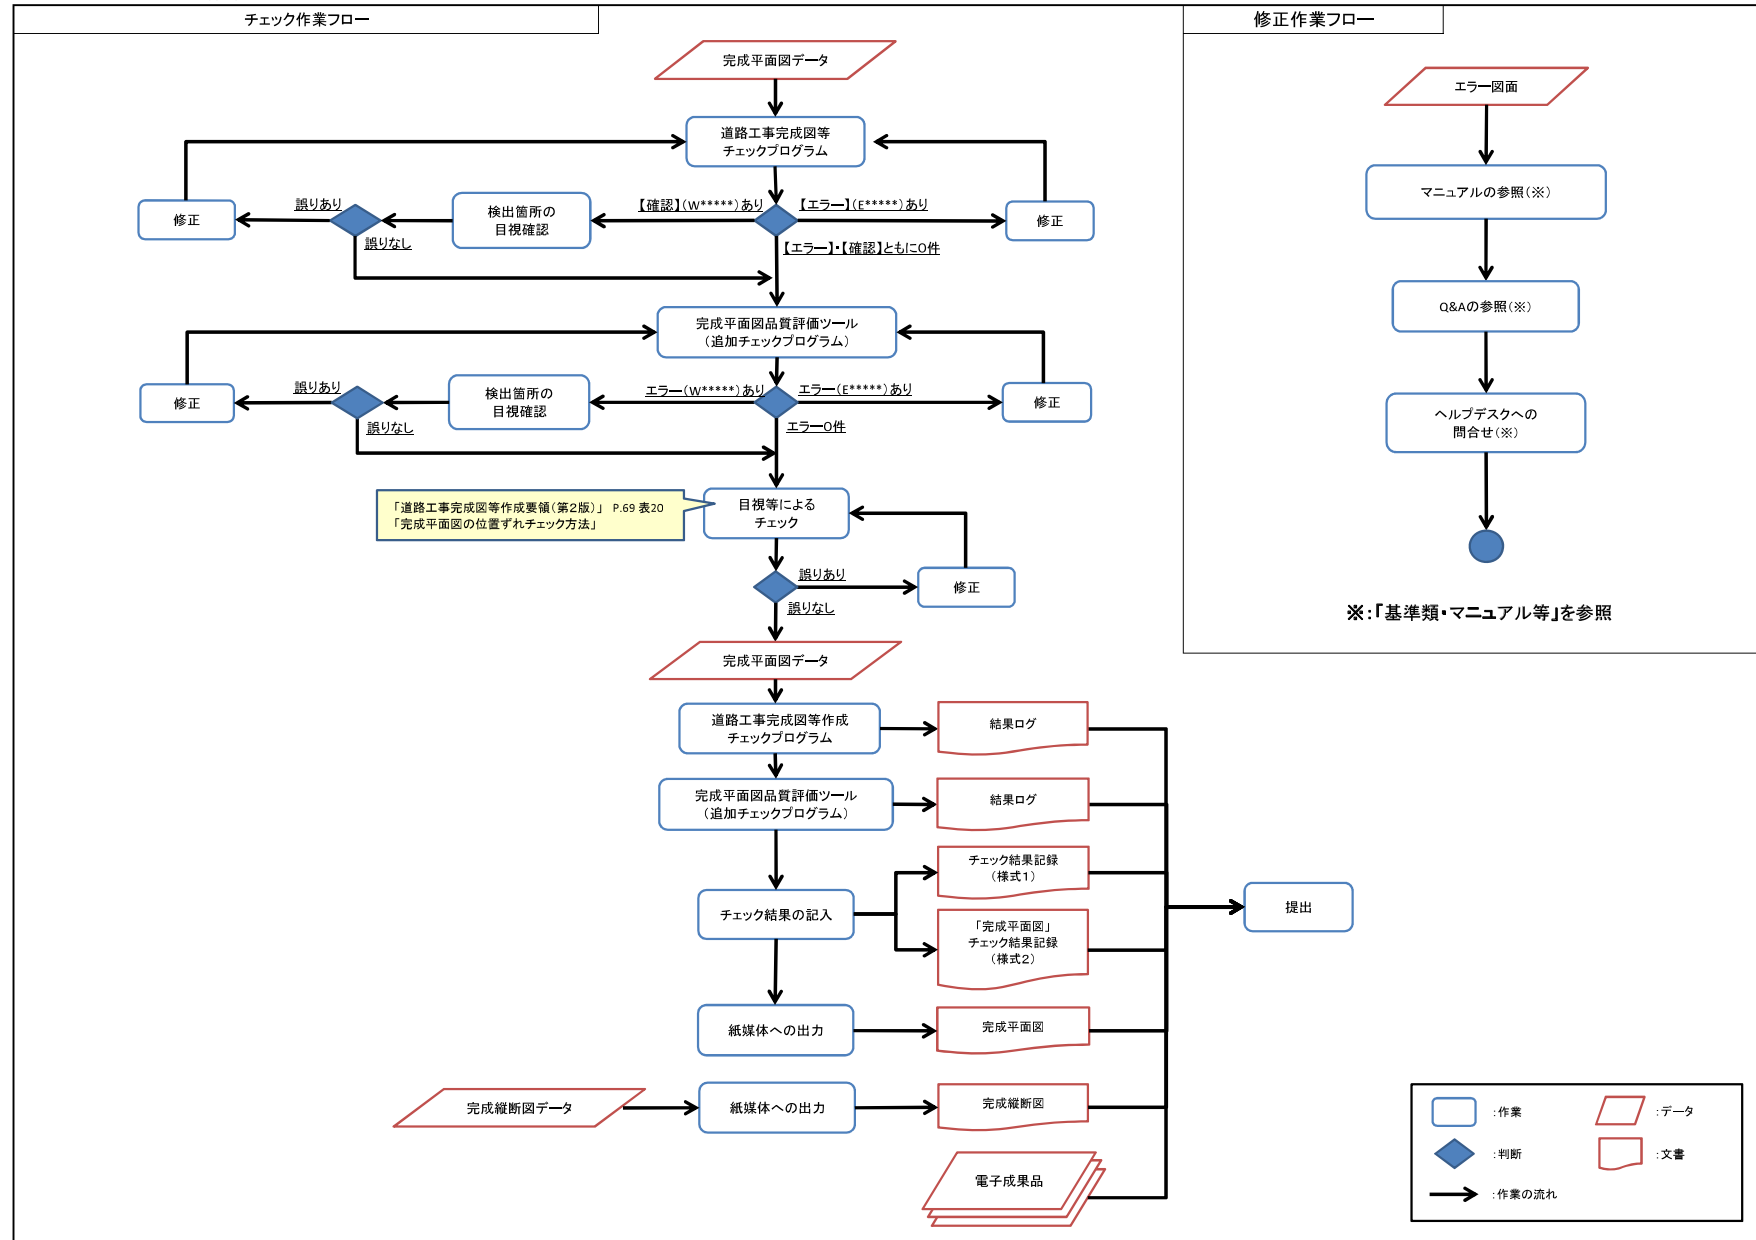 チェック作業フロー
完成平面図データ
道路工事完成図等
チェックプログラム
【確認】(W*****)あり
【エラー】(E*****)あり
誤りあり
修正
検出箇所の
目視確認
修正
誤りなし
【エラー】・【確認】ともに0件
完成平面図品質評価ツール
(追加チェックプログラム)
エラー(W*****)あり
エラー(E*****)あり
誤りあり
修正
検出箇所の
目視確認
修正
誤りなし
エラー0件
「道路工事完成図等作成要領(第2版)」 P.69 表20
「完成平面図の位置ずれチェック方法」
目視等による
チェック
誤りあり
修正
誤りなし
完成平面図データ
道路工事完成図等作成
チェックプログラム
結果ログ
完成平面図品質評価ツール
(追加チェックプログラム)
結果ログ
チェック結果の記入
チェック結果記録
(様式1)
「完成平面図」
チェック結果記録
(様式2)
提出
紙媒体への出力
完成平面図
完成縦断図データ
紙媒体への出力
完成縦断図
電子成果品
修正作業フロー
エラー図面
マニュアルの参照(※)
Q&Aの参照(※)
ヘルプデスクへの
問合せ(※)
※:「基準類・マニュアル等」を参照
:作業
:データ
:判断
:文書
:作業の流れ